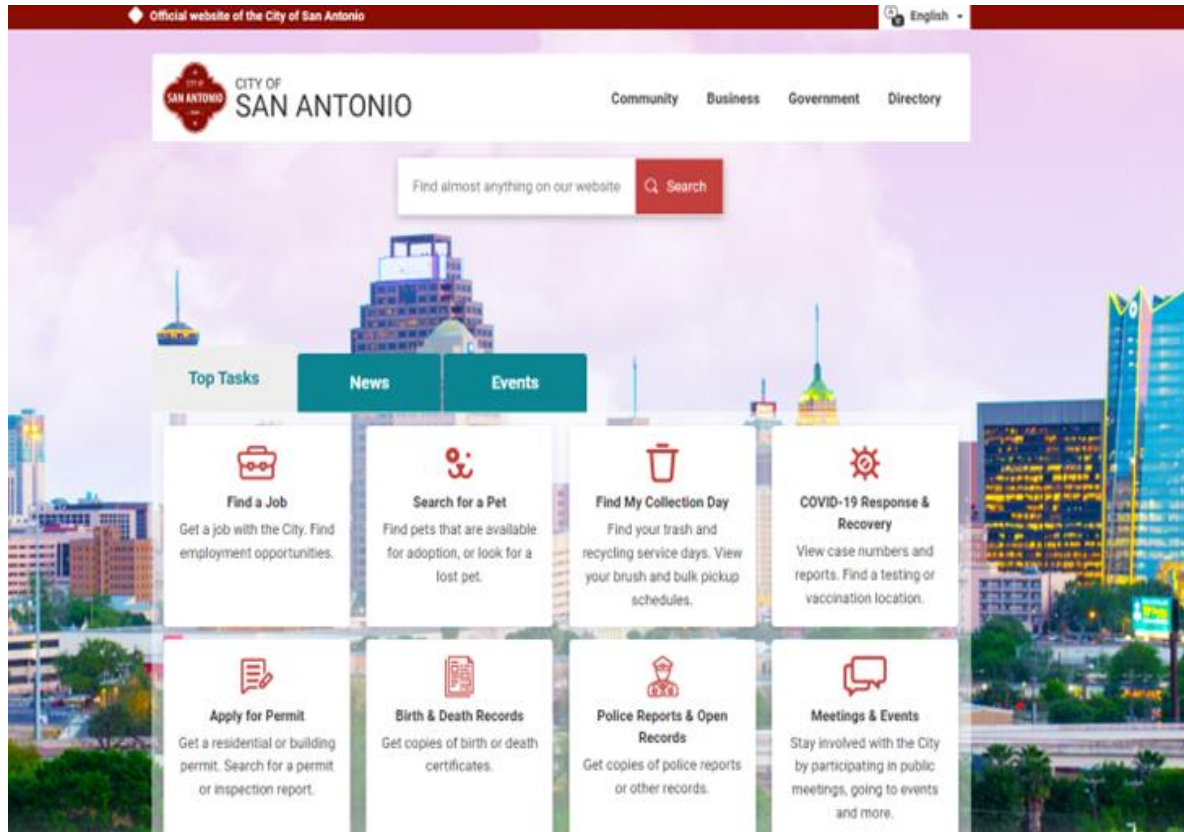 Official website of the City of San Antonio
English
CITY OF
SAN ANTONIO
CITY OF
SAN ANTONIO
Community Business Government Directory
Find almost anything on our website
Search
Top Tasks
News
Events
Find a Job
Get a job with the City. Find
employment opportunities.
Search for a Pet
Find pets that are available
for adoption, or look for a
lost pet.
Find My Collection Day
Find your trash and
recycling service days. View
your brush and bulk pickup
schedules.
COVID-19 Response &
Recovery
View case numbers and
reports. Find a testing or
vaccination location.
Apply for Permit
Get a residential or building
permit. Search for a permit
or inspection report.
Birth & Death Records
Get copies of birth or death
certificates.
Police Reports & Open
Records
Get copies of police reports
or other records.
Meetings & Events
Stay involved with the City
by participating in public
meetings, going to events
and more.